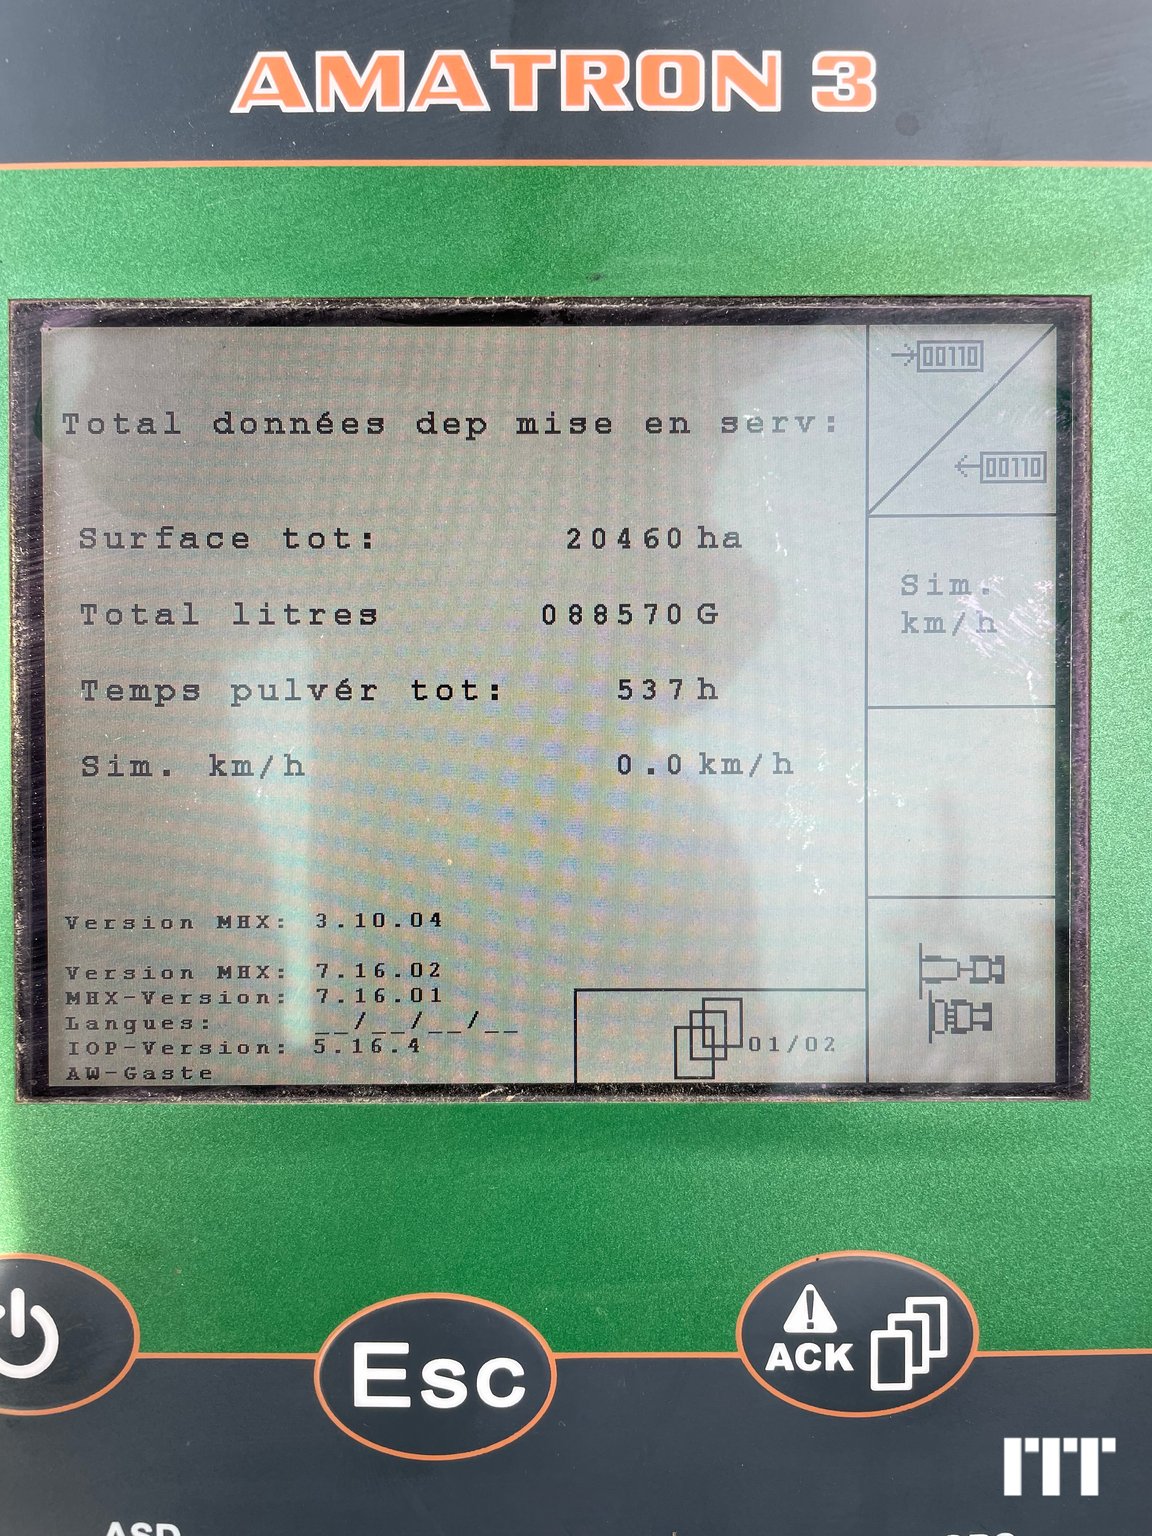 AMATRON 3
00110
Total données dep mise en serv:
00110
Surface tot: 20460 ha
Sim.
km/h
Total litres 088570 G
Temps pulvér tot: 537 h
Sim. km/h 0.0 km/h
Version MHX: 3.10.04
Version MHX: 7.16.02
MHX-Version: 7.16.01
Langues: __/__/__/__
IOP-Version: 5.16.4
01/02
AW-Gaste
Esc
ACK
ITT
ASD